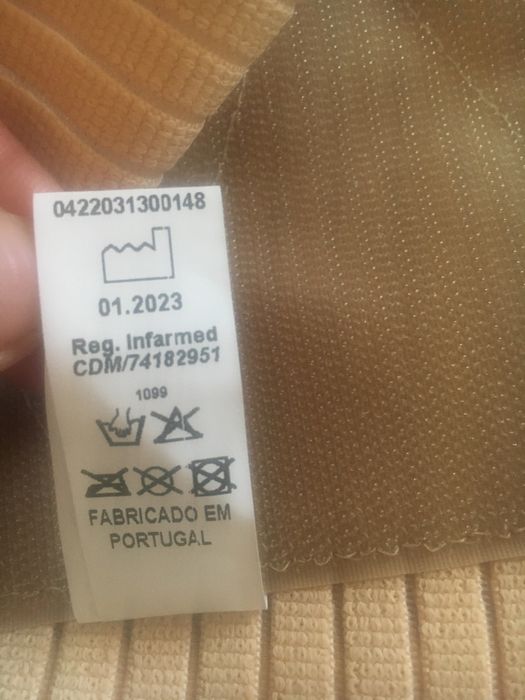 0422031300148
01.2023
Reg. Infarmed
CDM/74182951
1099
FABRICADO EM
PORTUGAL